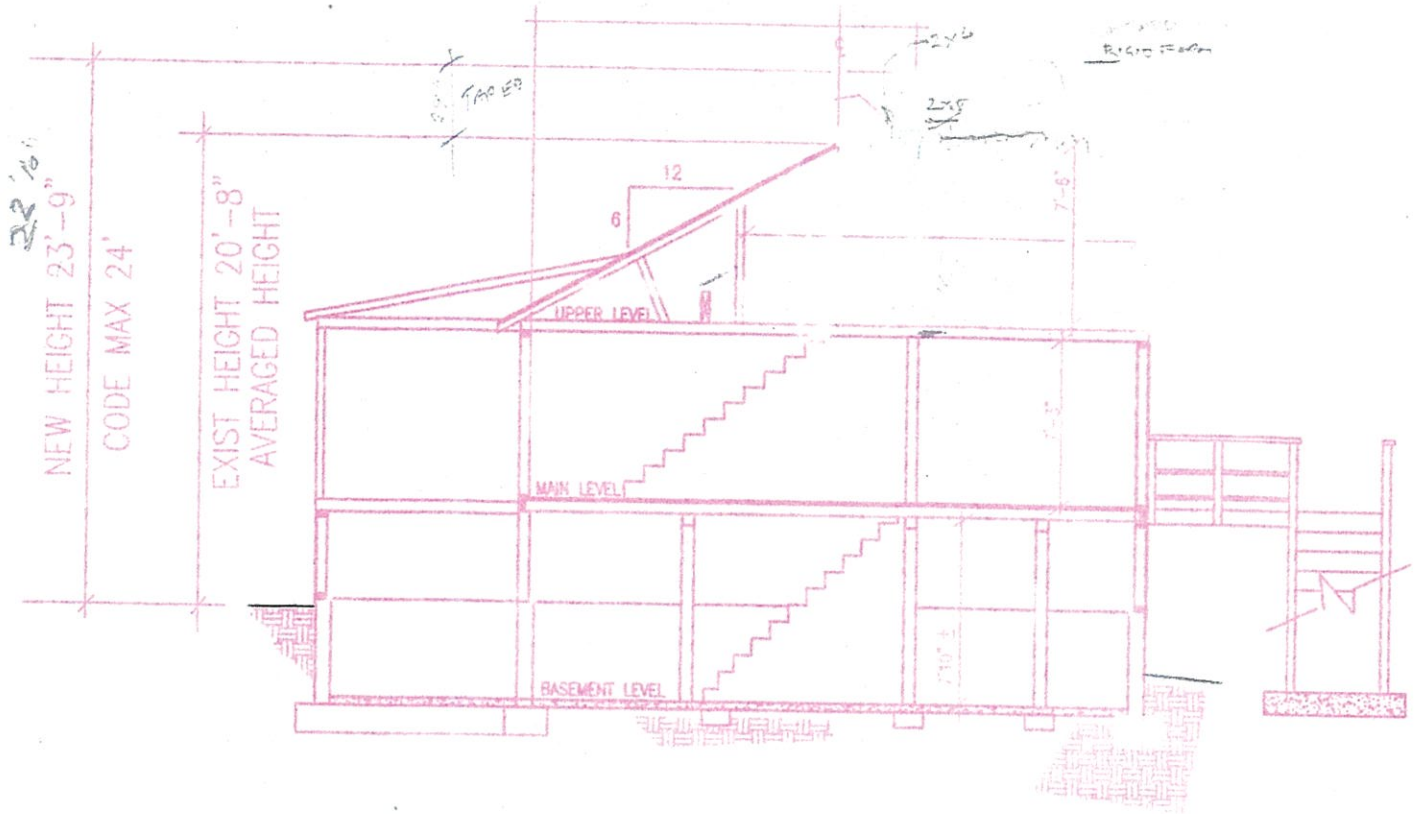 2x6
TAPER
2x8
12
6
7'-6"
NEW HEIGHT 23'-9"
CODE MAX 24'
EXIST HEIGHT 20'-8"
AVERAGED HEIGHT
UPPER LEVEL
MAIN LEVEL
7'10" ±
BASEMENT LEVEL